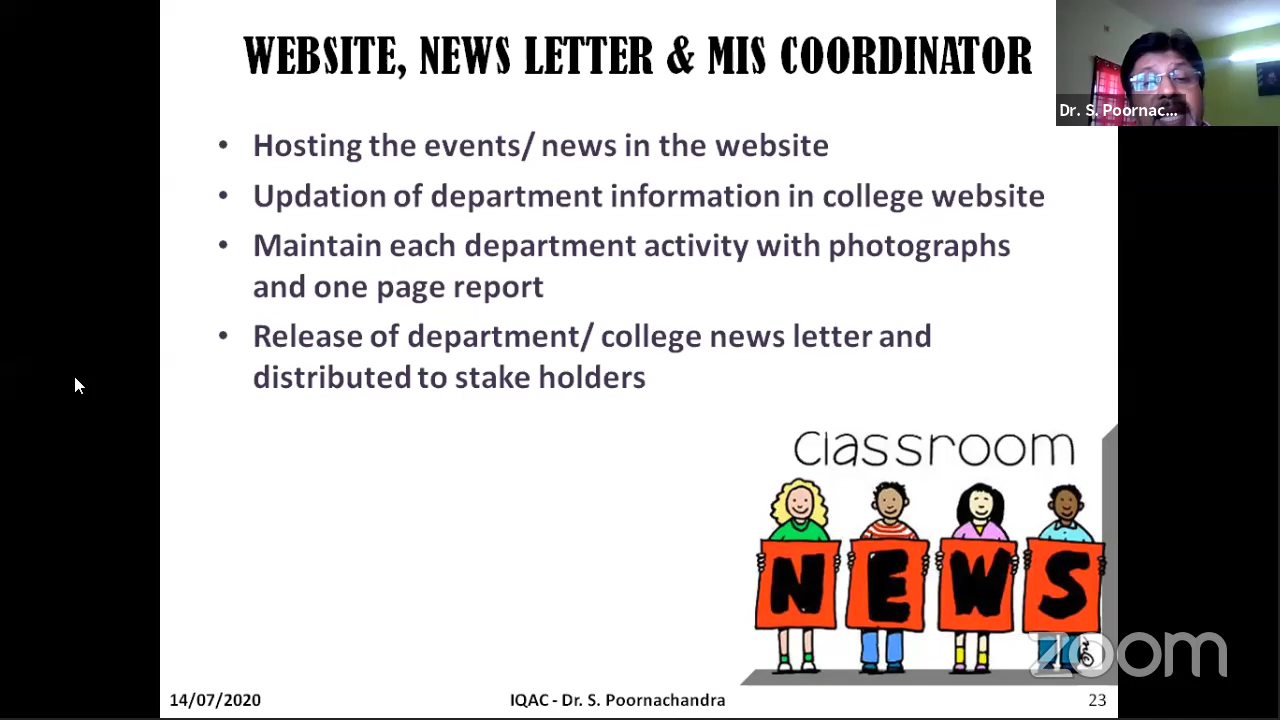 WEBSITE, NEWS LETTER & MIS COORDINATOR
Dr. S. Poornac...
• Hosting the events/ news in the website
• Updation of department information in college website
• Maintain each department activity with photographs
and one page report
• Release of department/ college news letter and
distributed to stake holders
classroom
NEWS
zoom
14/07/2020
IQAC - Dr. S. Poornachandra
23